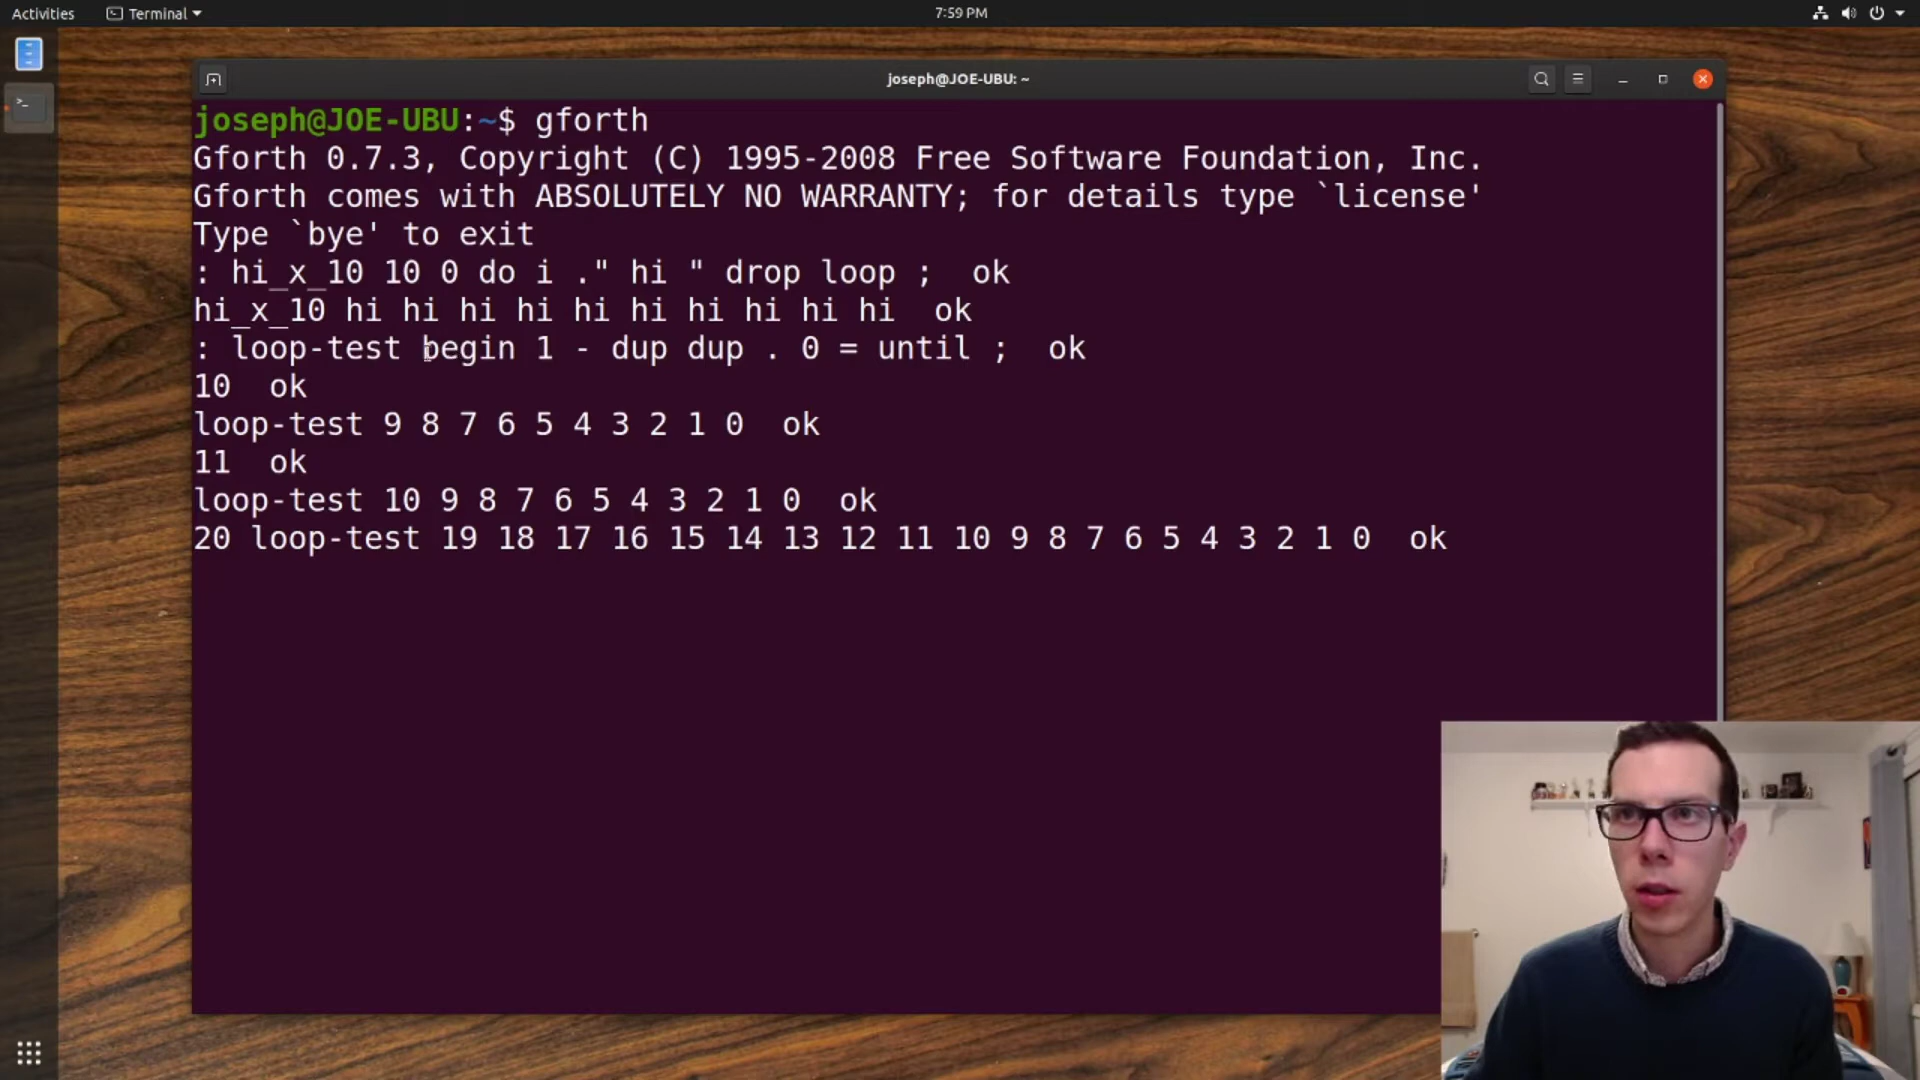 Activities
Terminal
7:59 PM
joseph@JOE-UBU: ~
joseph@JOE-UBU:~$ gforth
Gforth 0.7.3, Copyright (C) 1995-2008 Free Software Foundation, Inc.
Gforth comes with ABSOLUTELY NO WARRANTY; for details type `license'
Type `bye' to exit
: hi_x_10 10 0 do i ." hi " drop loop ;  ok
hi_x_10 hi hi hi hi hi hi hi hi hi hi  ok
: loop-test begin 1 - dup dup . 0 = until ;  ok
10  ok
loop-test 9 8 7 6 5 4 3 2 1 0  ok
11  ok
loop-test 10 9 8 7 6 5 4 3 2 1 0  ok
20 loop-test 19 18 17 16 15 14 13 12 11 10 9 8 7 6 5 4 3 2 1 0  ok